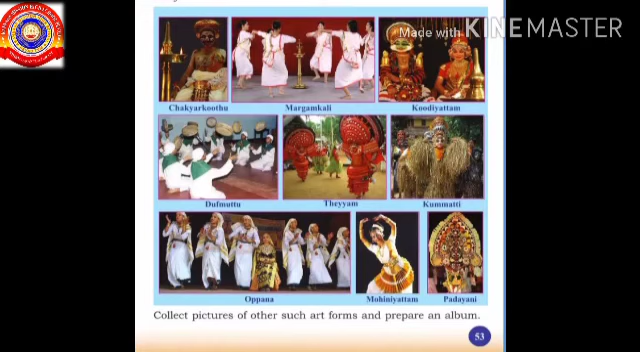 Made with KINEMASTER
Chakyarkoothu
Margamkali
Koodiyattam
Dufmuttu
Theyyam
Kummatti
Oppana
Mohiniyattam
Padayani
Collect pictures of other such art forms and prepare an album.
53